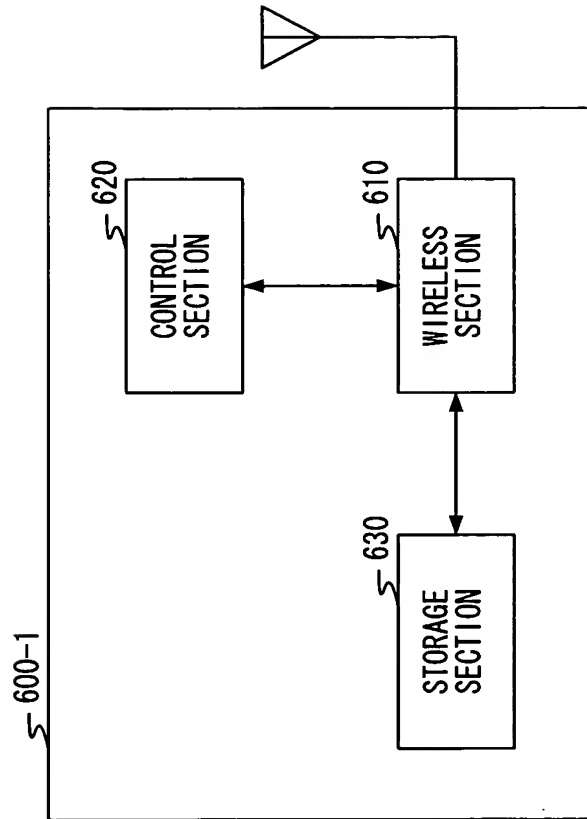 600-1
630
STORAGE
SECTION
620
CONTROL
SECTION
610
WIRELESS
SECTION